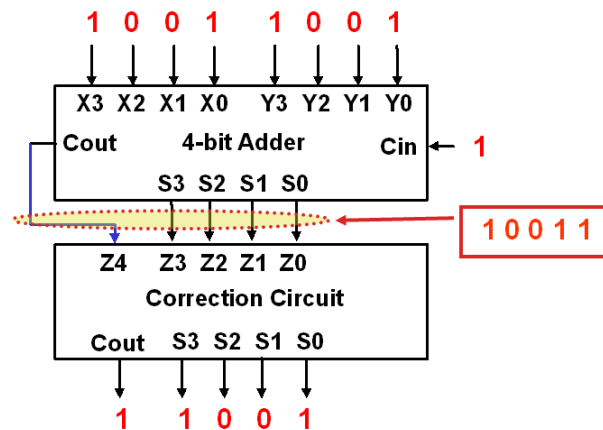 1 0 0 1 1 0 0 1
X3 X2 X1 X0 Y3 Y2 Y1 Y0
Cout 4-bit Adder Cin 1
S3 S2 S1 S0
1 0 0 1 1
Z4 Z3 Z2 Z1 Z0
Correction Circuit
Cout S3 S2 S1 S0
1 1 0 0 1